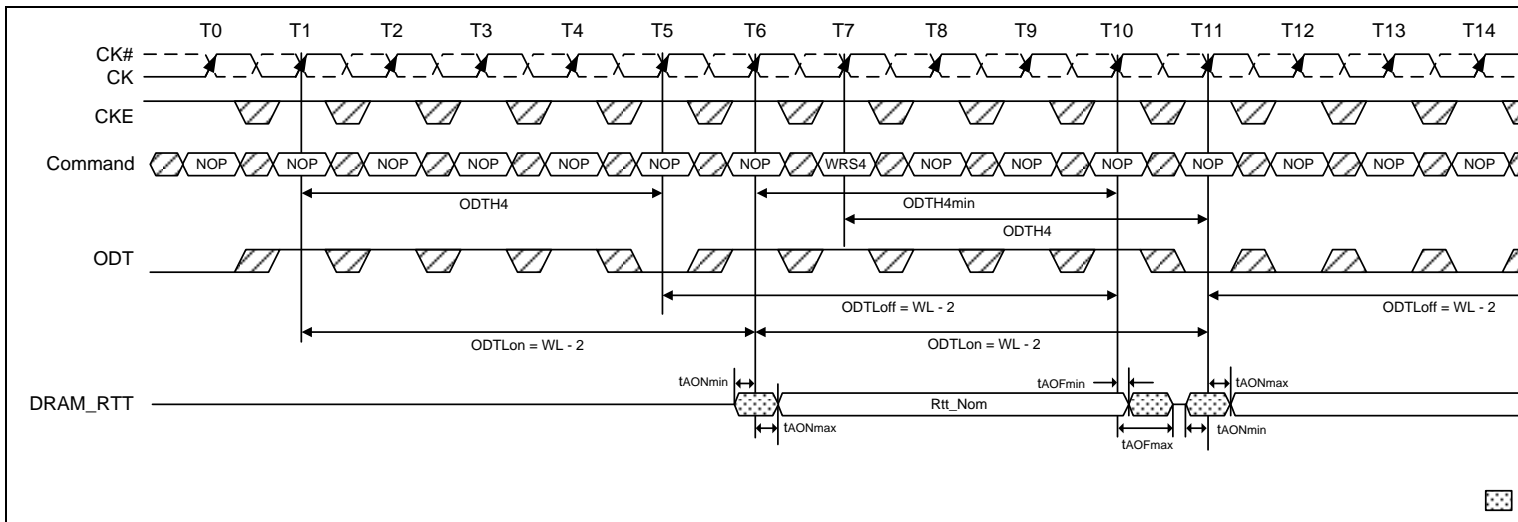 T0 T1 T2 T3 T4 T5 T6 T7 T8 T9 T10 T11 T12 T13 T14
CK#
CK
CKE
Command NOP NOP NOP NOP NOP NOP NOP WRS4 NOP NOP NOP NOP NOP NOP NOP
ODTH4 ODTH4min
ODTH4
ODT
ODTLoff = WL - 2 ODTLoff = WL - 2
ODTLon = WL - 2 ODTLon = WL - 2
tAONmin tAOFmin tAONmax
DRAM_RTT Rtt_Nom
tAONmax tAOFmax tAONmin